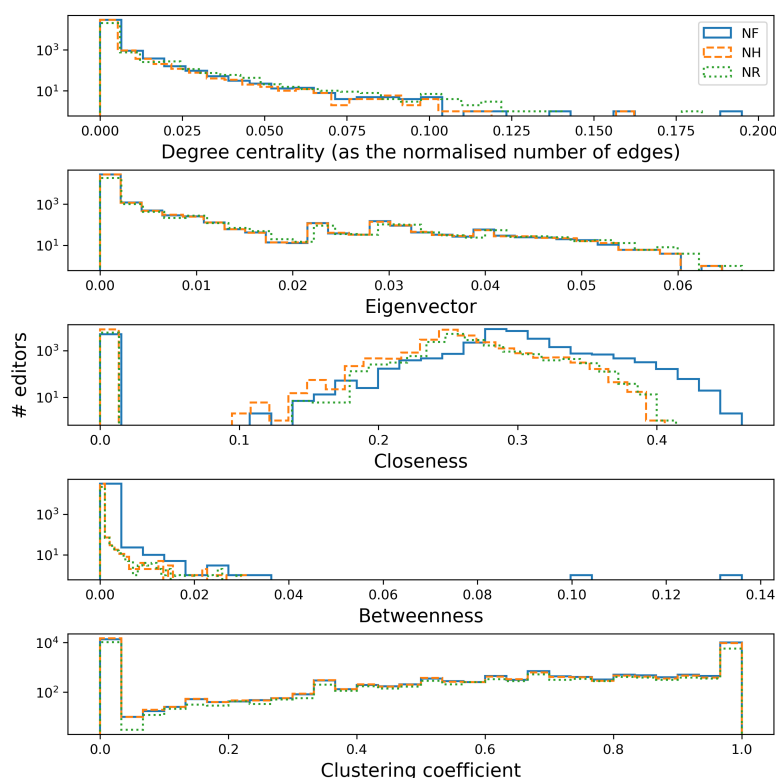 10³
10¹
NF
NH
NR
0.000 0.025 0.050 0.075 0.100 0.125 0.150 0.175 0.200
Degree centrality (as the normalised number of edges)
10³
10¹
0.00 0.01 0.02 0.03 0.04 0.05 0.06
Eigenvector
# editors
10³
10¹
0.0 0.1 0.2 0.3 0.4
Closeness
10³
10¹
0.00 0.02 0.04 0.06 0.08 0.10 0.12 0.14
Betweenness
10⁴
10²
0.0 0.2 0.4 0.6 0.8 1.0
Clustering coefficient